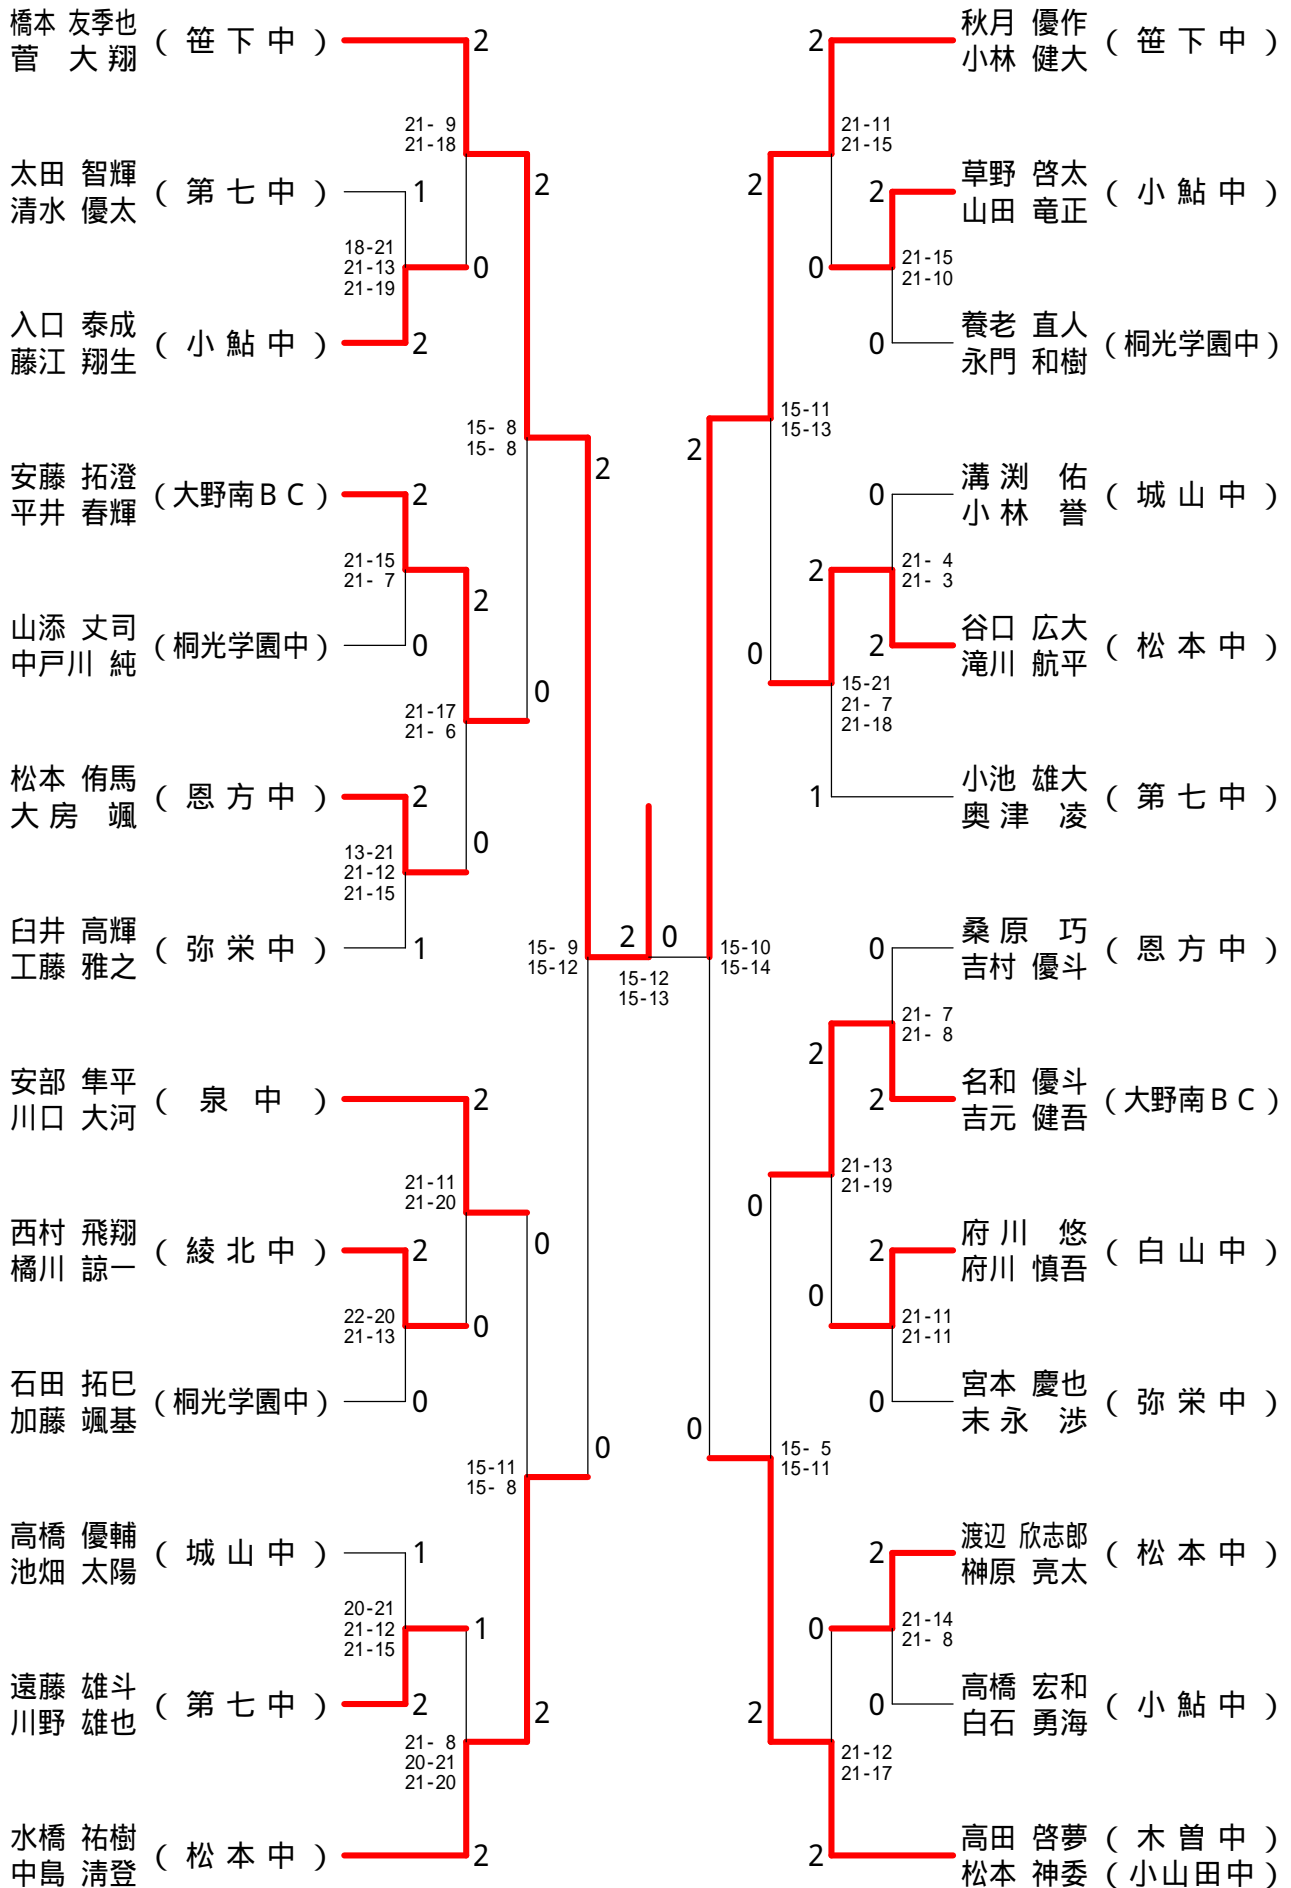 橋本 友季也
菅 大翔
( 笹下中 )
2
21- 9
21-18
太田 智輝
清水 優太
( 第七中 )
1
2
18-21
21-13
21-19
0
入口 泰成
藤江 翔生
( 小鮎中 )
2
15- 8
15- 8
安藤 拓澄
平井 春輝
(大野南BC)
2
2
21-15
21- 7
2
山添 丈司
中戸川 純
(桐光学園中)
0
0
21-17
21- 6
松本 侑馬
大房 颯
( 恩方中 )
2
0
13-21
21-12
21-15
臼井 高輝
工藤 雅之
( 弥栄中 )
1
15- 9
15-12
2 0
15-12
15-13
安部 隼平
川口 大河
( 泉中 )
2
21-11
21-20
0
西村 飛翔
橘川 諒一
( 綾北中 )
2
22-20
21-13
0
石田 拓巳
加藤 颯基
(桐光学園中)
0
0
15-11
15- 8
高橋 優輔
池畑 太陽
( 城山中 )
1
20-21
21-12
21-15
1
遠藤 雄斗
川野 雄也
( 第七中 )
2
2
21- 8
20-21
21-20
水橋 祐樹
中島 清登
( 松本中 )
2
2
秋月 優作
小林 健大
( 笹下中 )
21-11
21-15
2
2
草野 啓太
山田 竜正
( 小鮎中 )
0
21-15
21-10
0
養老 直人
永門 和樹
(桐光学園中)
15-11
15-13
2
0
溝渕 佑
小林 誉
( 城山中 )
2
21- 4
21- 3
0
2
谷口 広大
滝川 航平
( 松本中 )
15-21
21- 7
21-18
1
小池 雄大
奥津 凌
( 第七中 )
15-10
15-14
0
桑原 巧
吉村 優斗
( 恩方中 )
2
21- 7
21- 8
2
名和 優斗
吉元 健吾
(大野南BC)
0
21-13
21-19
2
府川 悠
府川 慎吾
( 白山中 )
0
21-11
21-11
0
宮本 慶也
末永 渉
( 弥栄中 )
0
15- 5
15-11
2
渡辺 欣志郎
榊原 亮太
( 松本中 )
0
21-14
21- 8
2
0
高橋 宏和
白石 勇海
( 小鮎中 )
21-12
21-17
2
高田 啓夢 ( 木曽中 )
松本 神委 (小山田中)